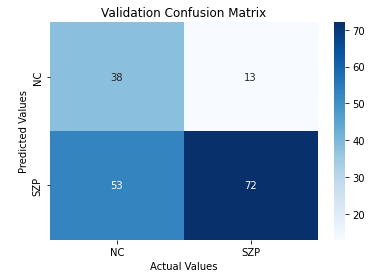 Validation Confusion Matrix
Predicted Values
NC
38
13
SZP
53
72
NC
SZP
Actual Values
70
60
50
40
30
20